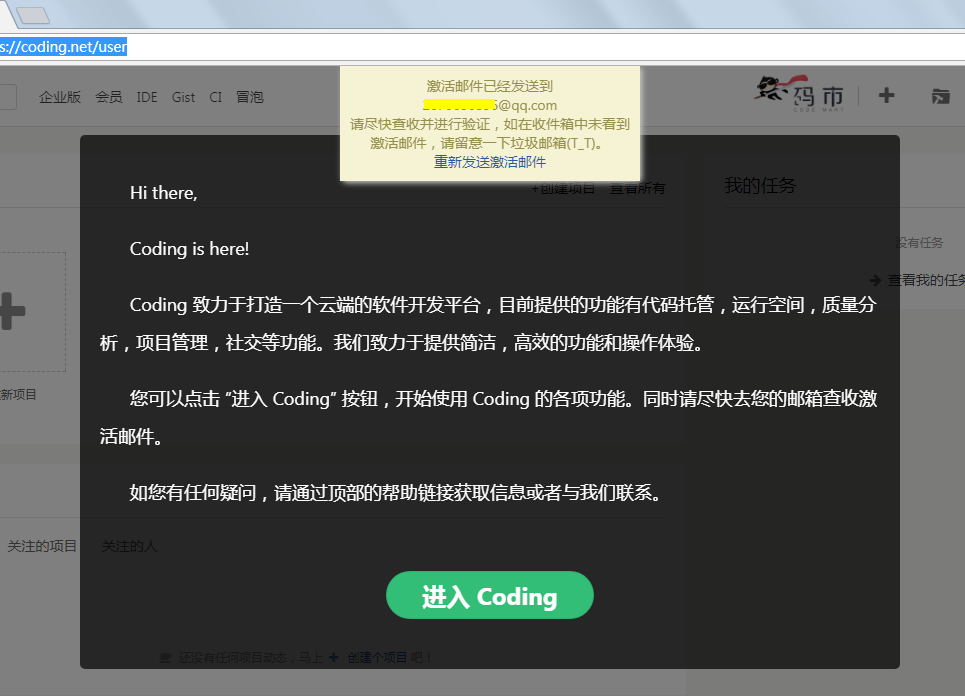 s://coding.net/user
企业版 会员 IDE Gist CI 冒泡
码市
CODE MART
激活邮件已经发送到
6@qq.com
请尽快查收并进行验证，如在收件箱中未看到
激活邮件，请留意一下垃圾邮箱(T_T)。
重新发送激活邮件
+创建项目 查看所有
我的任务
没有任务
查看我的任务
新项目
Hi there,
Coding is here!
Coding 致力于打造一个云端的软件开发平台，目前提供的功能有代码托管，运行空间，质量分
析，项目管理，社交等功能。我们致力于提供简洁，高效的功能和操作体验。
您可以点击 “进入 Coding” 按钮，开始使用 Coding 的各项功能。同时请尽快去您的邮箱查收激
活邮件。
如您有任何疑问，请通过顶部的帮助链接获取信息或者与我们联系。
关注的项目 关注的人
进入 Coding
还没有任何项目动态，马上 + 创建个项目 吧！